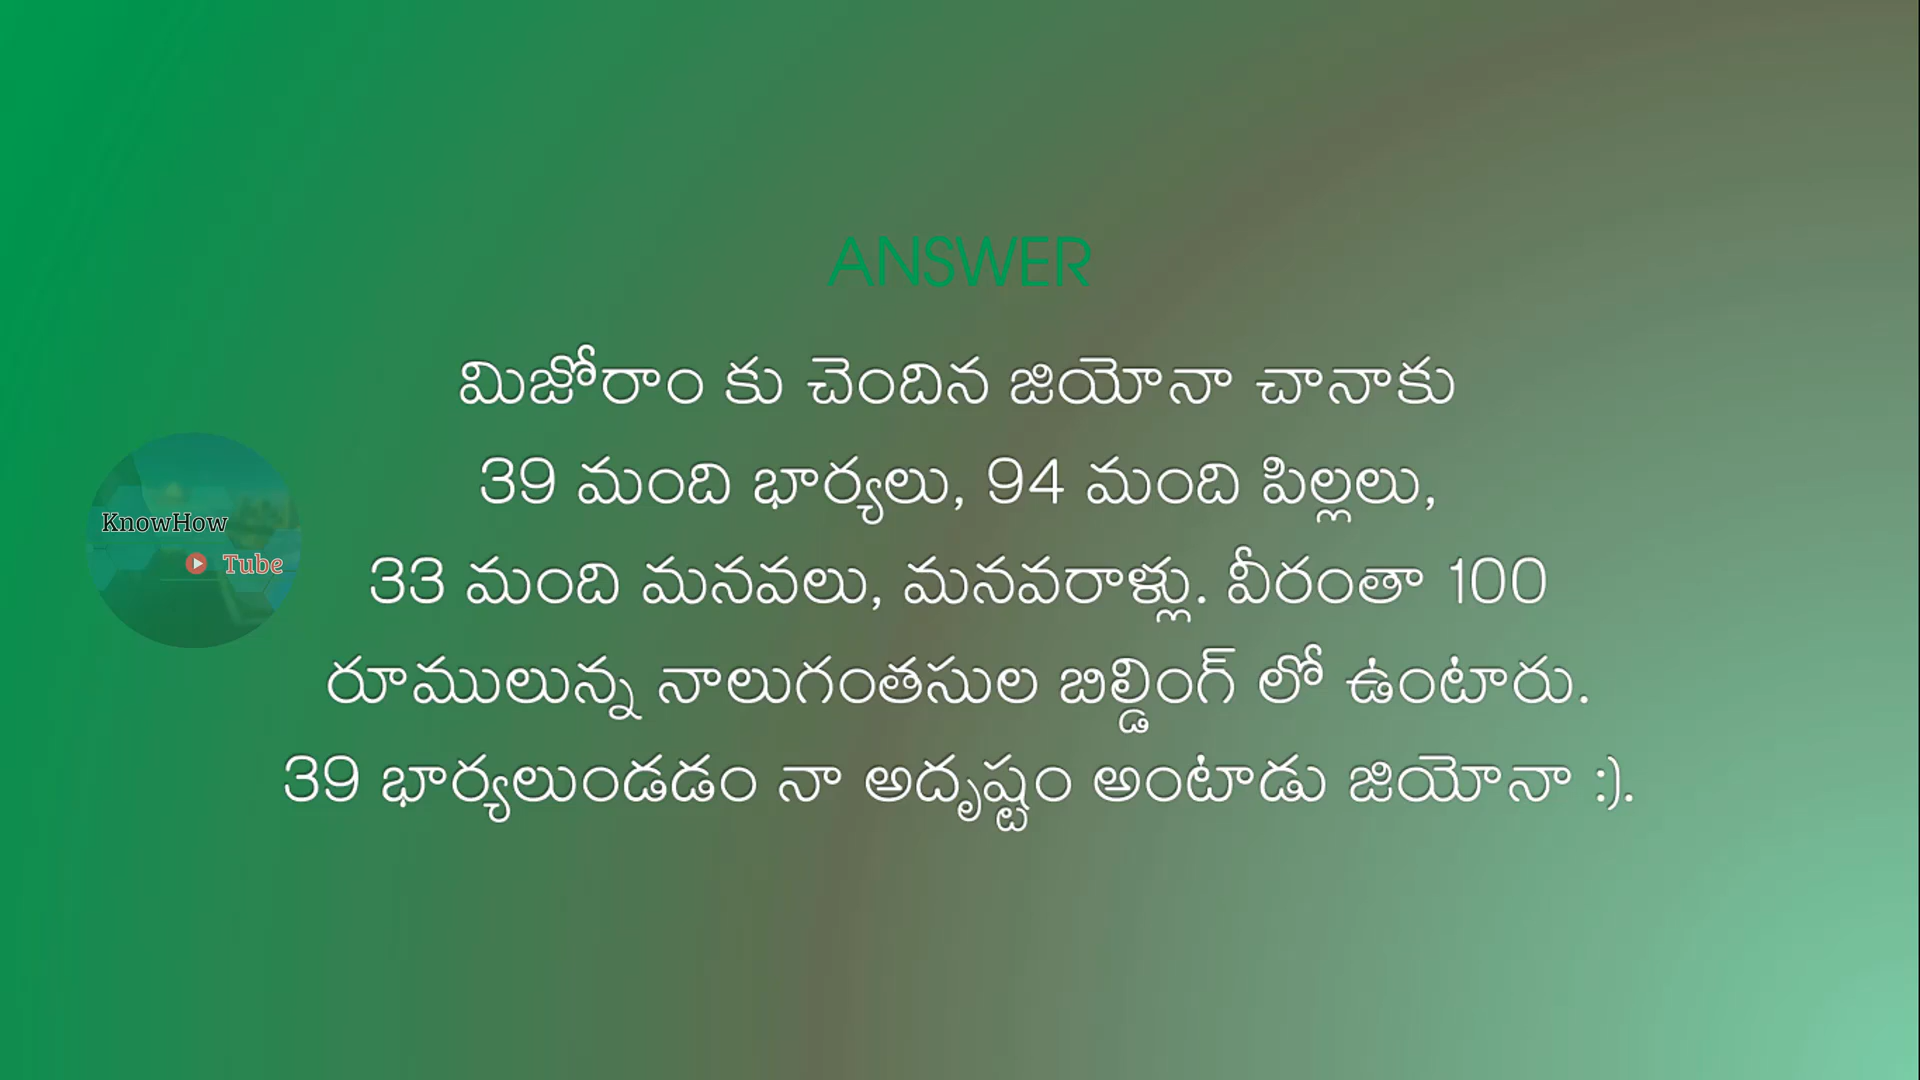 ANSWER
మిజోరాం కు చెందిన జియోనా చానాకు
39 మంది భార్యలు, 94 మంది పిల్లలు,
33 మంది మనవలు, మనవరాళ్లు. వీరంతా 100
రూములున్న నాలుగంతసుల బిల్డింగ్ లో ఉంటారు.
39 భార్యలుండడం నా అదృష్టం అంటాడు జియోనా :).
KnowHow
Tube